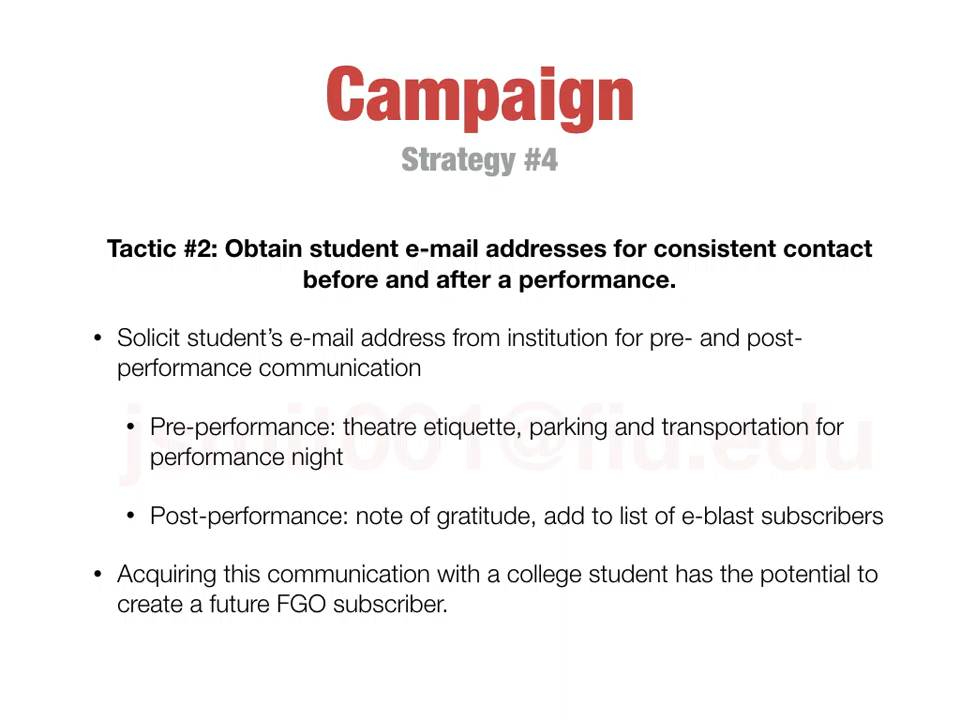 Campaign
Strategy #4
Tactic #2: Obtain student e-mail addresses for consistent contact
before and after a performance.
• Solicit student’s e-mail address from institution for pre- and post-
performance communication
jsmit001@fiu.edu
• Pre-performance: theatre etiquette, parking and transportation for
performance night
• Post-performance: note of gratitude, add to list of e-blast subscribers
• Acquiring this communication with a college student has the potential to
create a future FGO subscriber.